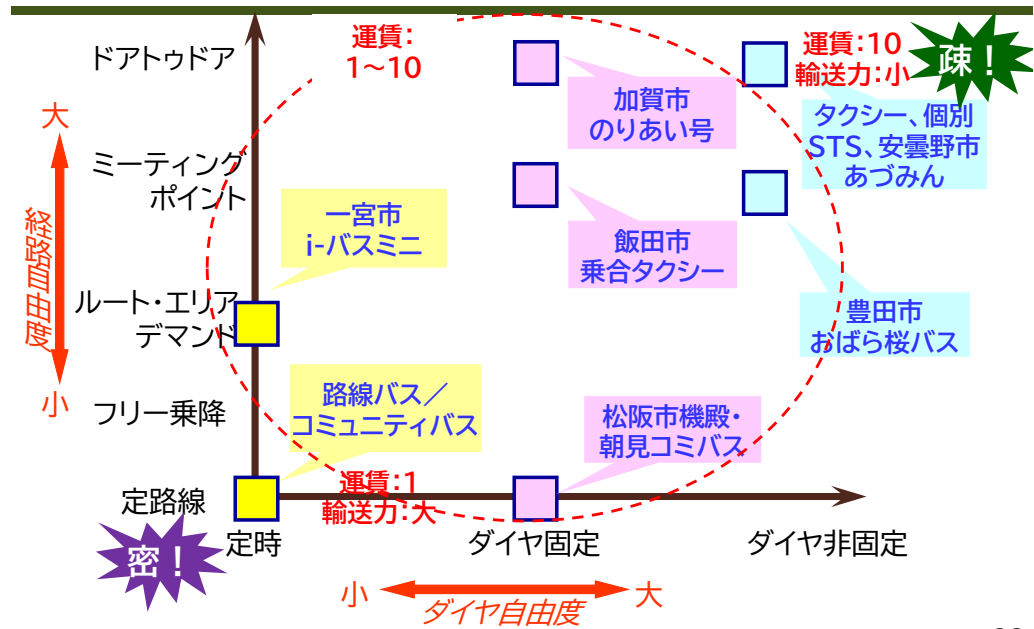 運賃:
1～10
運賃:10
輸送力:小
疎!
ドアトゥドア
加賀市
のりあい号
タクシー、個別
STS、安曇野市
あづみん
大
経路自由度
小
ミーティング
ポイント
一宮市
i-バスミニ
飯田市
乗合タクシー
ルート・エリア
デマンド
豊田市
おばら桜バス
フリー乗降
路線バス／
コミュニティバス
松阪市機殿・
朝見コミバス
定路線
運賃:1
輸送力:大
密!
定時
ダイヤ固定
ダイヤ非固定
小
大
ダイヤ自由度